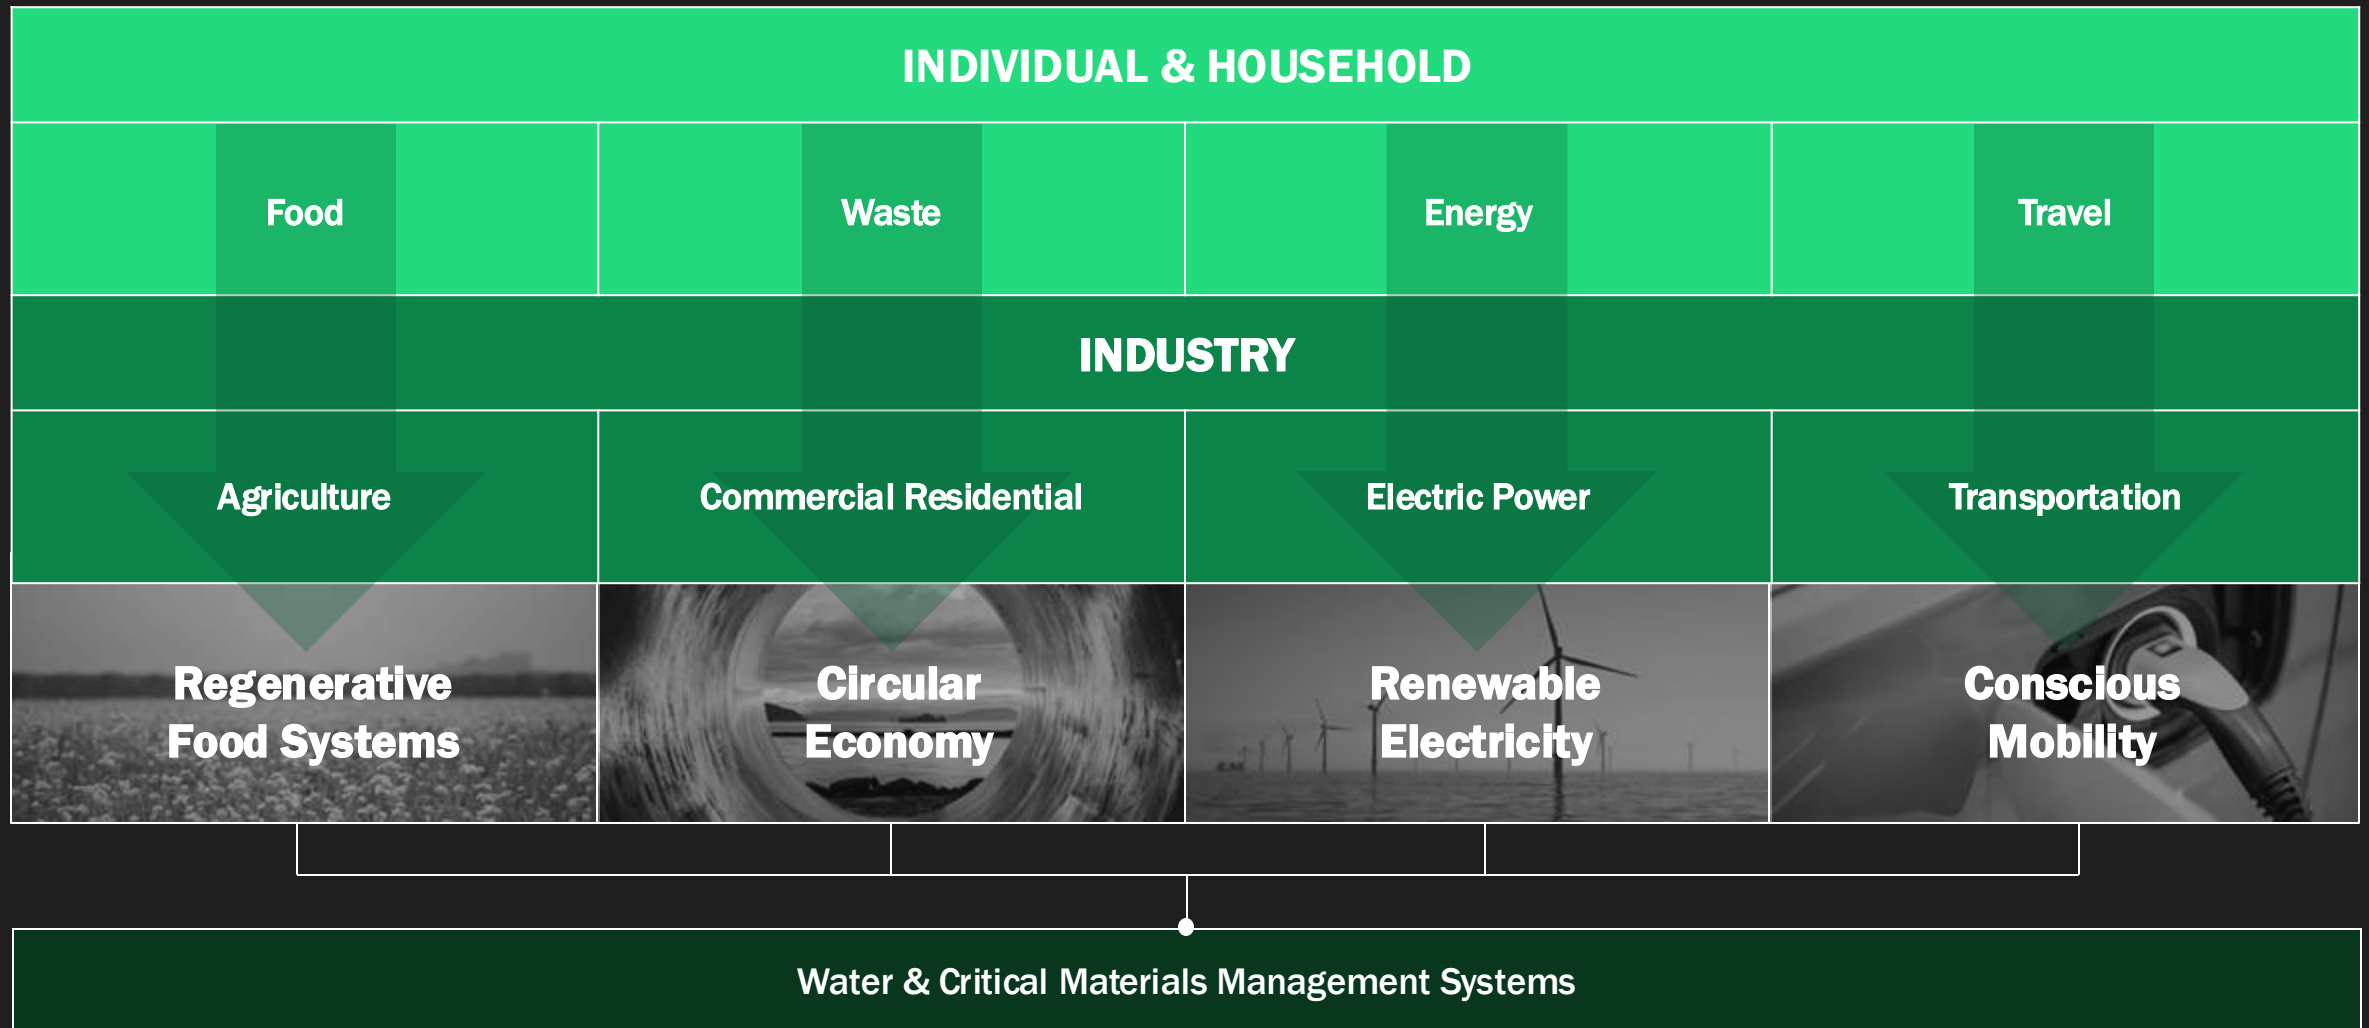 INDIVIDUAL & HOUSEHOLD
Food
Waste
Energy
Travel
INDUSTRY
Agriculture
Commercial Residential
Electric Power
Transportation
Regenerative
Food Systems
Circular
Economy
Renewable
Electricity
Conscious
Mobility
Water & Critical Materials Management Systems